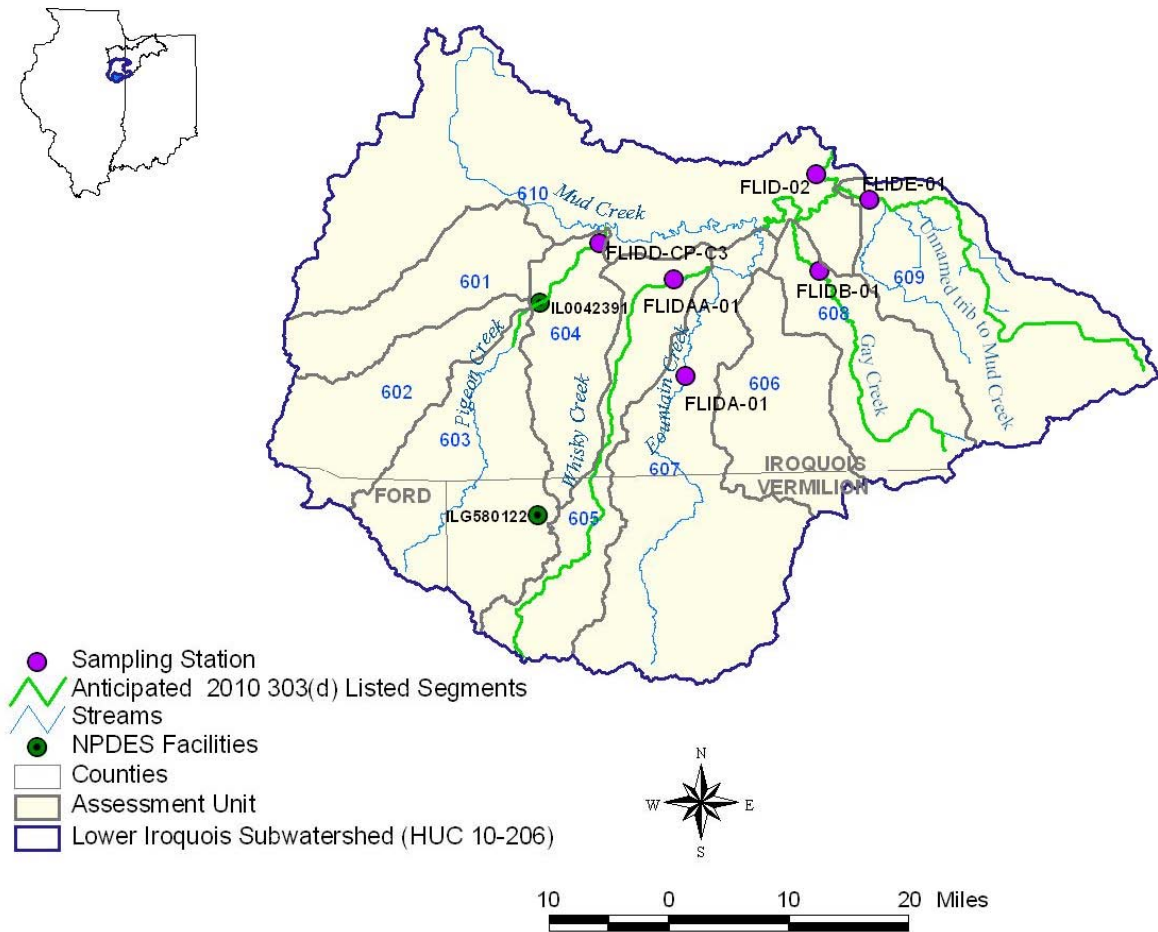 FLID-02
FLIDE-01
610
Mud Creek
FLIDD-CP-C3
Unnamed trib to Mud Creek
609
601
FLIDAA-01
FLIDB-01
IL0042391
604
608
Pigeon Creek
Fountain Creek
Gay Creek
602
FLIDA-01
606
603
Whisky Creek
607
IROQUOIS
VERMILION
FORD
ILG580122
605
Sampling Station
Anticipated 2010 303(d) Listed Segments
Streams
NPDES Facilities
Counties
Assessment Unit
Lower Iroquois Subwatershed (HUC 10-206)
N
W E
S
10 0 10 20 Miles